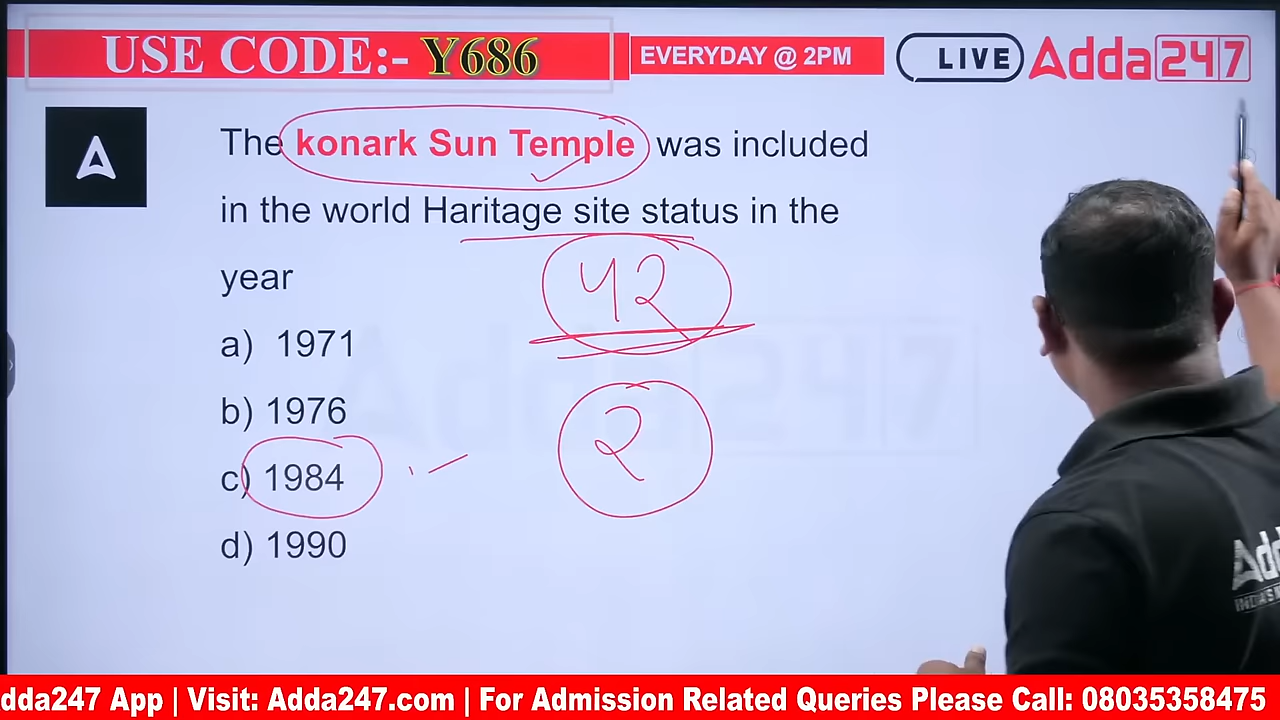 USE CODE:- Y686
EVERYDAY @ 2PM
LIVE
Adda247
The konark Sun Temple was included
in the world Haritage site status in the
year
42
a) 1971
b) 1976
2
c) 1984
d) 1990
dda247 App | Visit: Adda247.com | For Admission Related Queries Please Call: 08035358475